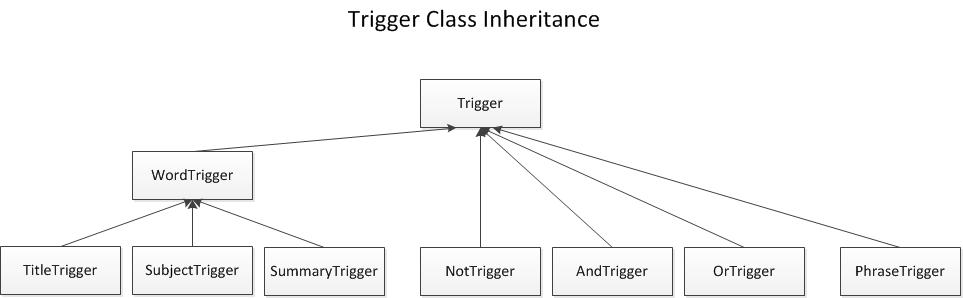 Trigger Class Inheritance
Trigger
WordTrigger
TitleTrigger
SubjectTrigger
SummaryTrigger
NotTrigger
AndTrigger
OrTrigger
PhraseTrigger